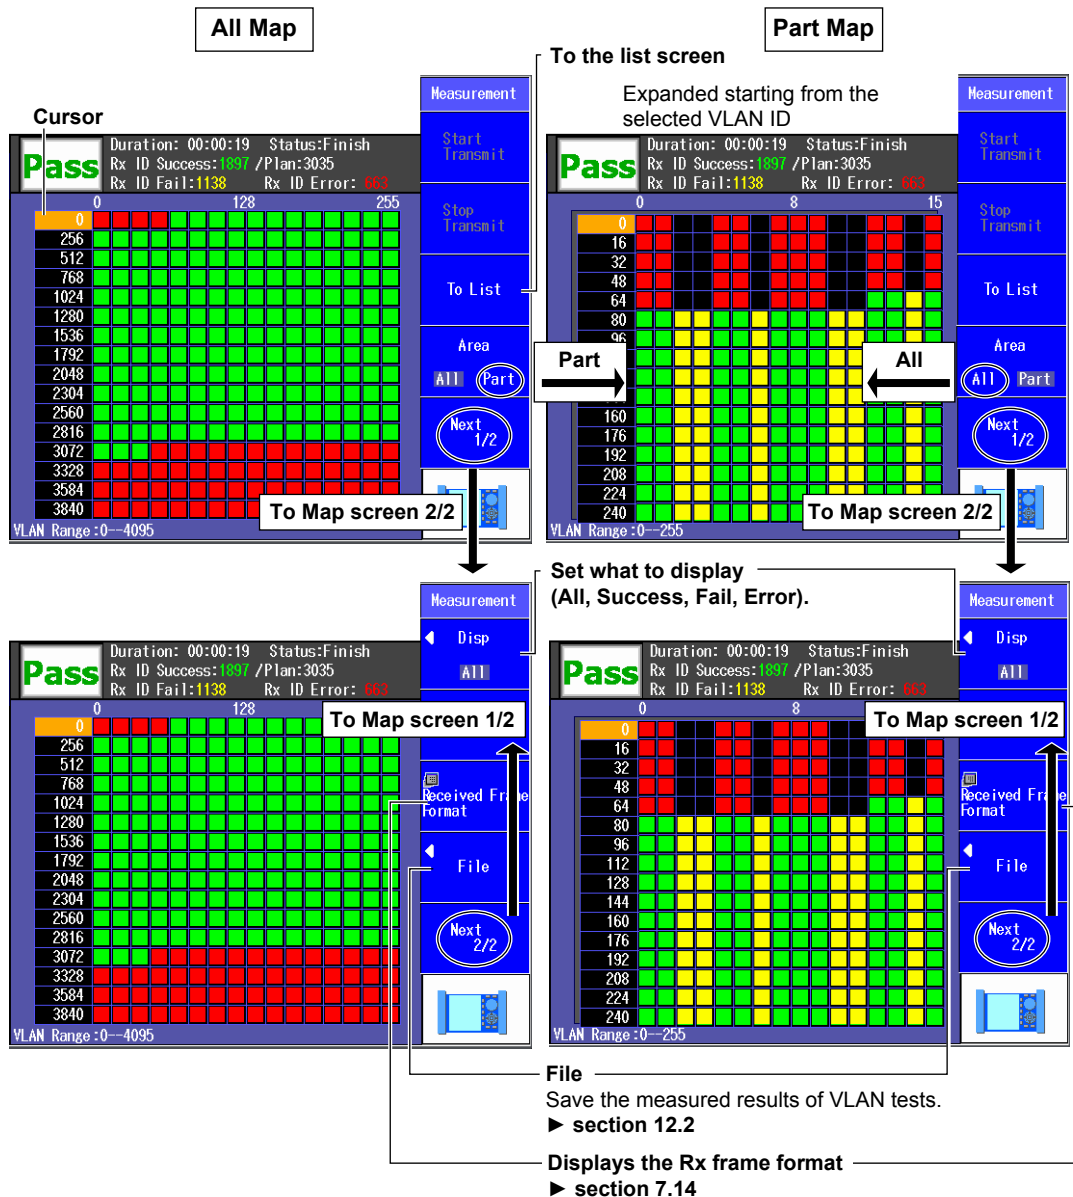 All Map
Part Map
To the list screen
Cursor
Expanded starting from the
selected VLAN ID
Measurement
Pass
Duration: 00:00:19 Status:Finish
Rx ID Success:1897 /Plan:3035
Rx ID Fail:1138 Rx ID Error: 663
0 128 255
0
256
512
768
1024
1280
1536
1792
2048
2304
2560
2816
3072
3328
3584
3840
VLAN Range:0--4095
Start
Transmit
Stop
Transmit
To List
Area
All Part
Next
1/2
To Map screen 2/2
Part
All
Measurement
Pass
Duration: 00:00:19 Status:Finish
Rx ID Success:1897 /Plan:3035
Rx ID Fail:1138 Rx ID Error: 663
0 8 15
0
16
32
48
64
80
96
160
176
192
208
224
240
VLAN Range:0--255
Start
Transmit
Stop
Transmit
To List
Area
All Part
Next
1/2
To Map screen 2/2
Set what to display
(All, Success, Fail, Error).
Measurement
Pass
Duration: 00:00:19 Status:Finish
Rx ID Success:1897 /Plan:3035
Rx ID Fail:1138 Rx ID Error: 663
0 128
0
256
512
768
1024
1280
1536
1792
2048
2304
2560
2816
3072
3328
3584
3840
VLAN Range:0--4095
Disp
All
To Map screen 1/2
Received Frame
Format
File
Next
2/2
Measurement
Pass
Duration: 00:00:19 Status:Finish
Rx ID Success:1897 /Plan:3035
Rx ID Fail:1138 Rx ID Error: 663
0 8
0
16
32
48
64
80
96
112
128
144
160
176
192
208
224
240
VLAN Range:0--255
Disp
All
To Map screen 1/2
Received Frame
Format
File
Next
2/2
File
Save the measured results of VLAN tests.
► section 12.2
Displays the Rx frame format
► section 7.14